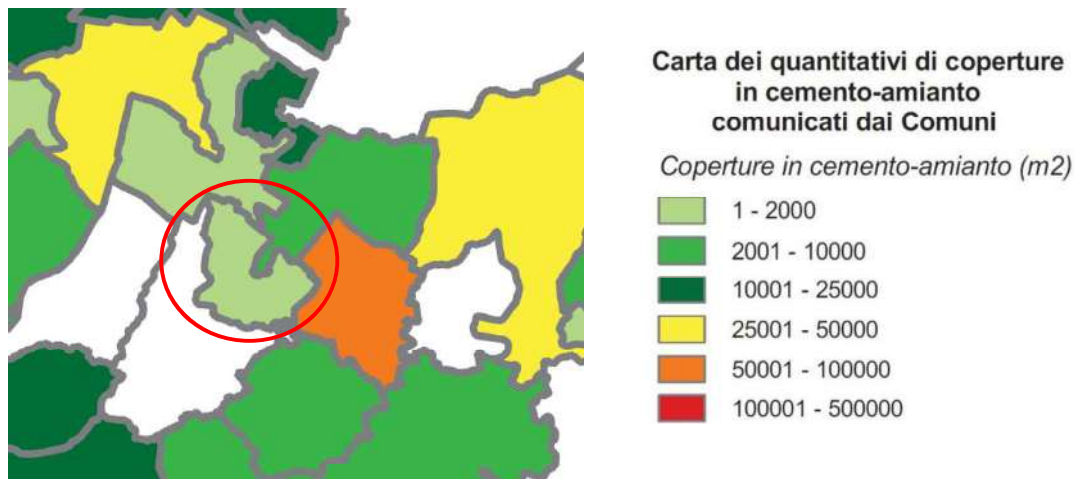 Carta dei quantitativi di coperture
in cemento-amianto
comunicati dai Comuni
Coperture in cemento-amianto (m2)
1 - 2000
2001 - 10000
10001 - 25000
25001 - 50000
50001 - 100000
100001 - 500000